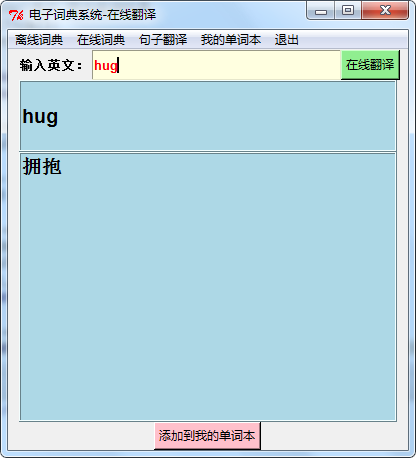 电子词典系统-在线翻译
离线词典 在线词典 句子翻译 我的单词本 退出
输入英文： hug 在线翻译
hug
拥抱
添加到我的单词本